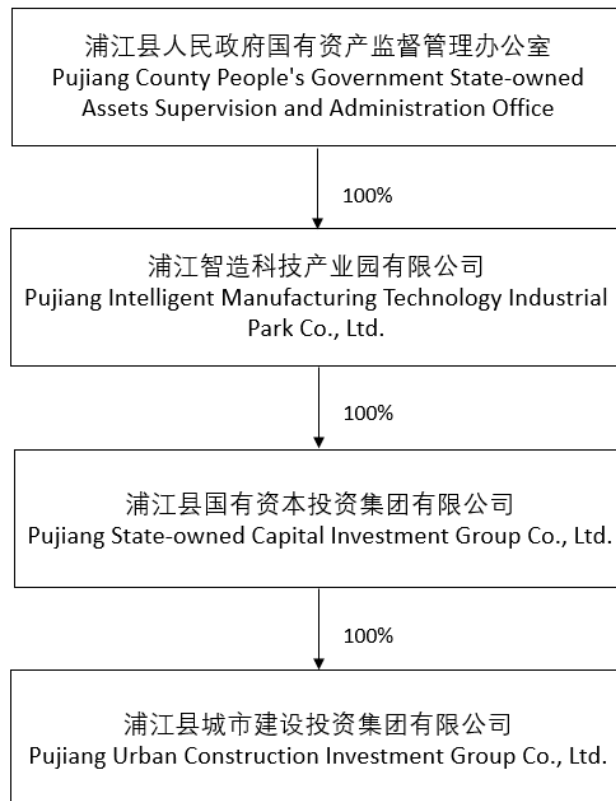 浦江县人民政府国有资产监督管理办公室
Pujiang County People's Government State-owned
Assets Supervision and Administration Office
100%
浦江智造科技产业园有限公司
Pujiang Intelligent Manufacturing Technology Industrial
Park Co., Ltd.
100%
浦江县国有资本投资集团有限公司
Pujiang State-owned Capital Investment Group Co., Ltd.
100%
浦江县城市建设投资集团有限公司
Pujiang Urban Construction Investment Group Co., Ltd.